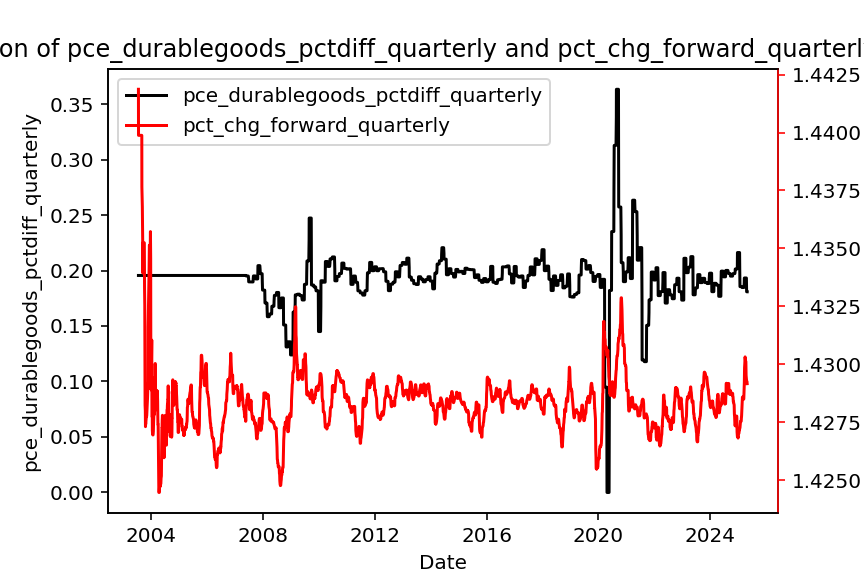 on of pce_durablegoods_pctdiff_quarterly and pct_chg_forward_quarterl
pce_durablegoods_pctdiff_quarterly
pct_chg_forward_quarterly
pce_durablegoods_pctdiff_quarterly
0.35
0.30
0.25
0.20
0.15
0.10
0.05
0.00
1.4425
1.4400
1.4375
1.4350
1.4325
1.4300
1.4275
1.4250
2004 2008 2012 2016 2020 2024
Date